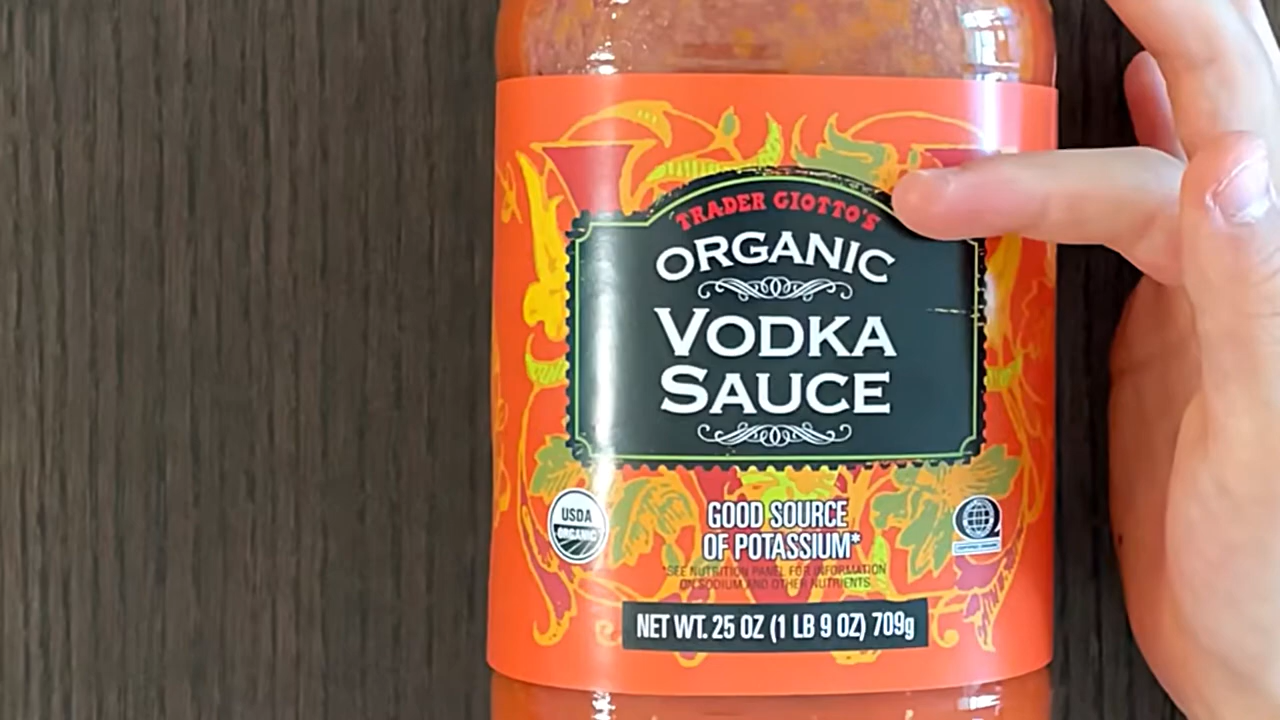 TRADER GIOTTO'S
ORGANIC
VODKA
SAUCE
USDA
ORGANIC
GOOD SOURCE
OF POTASSIUM*
*SEE NUTRITION PANEL FOR INFORMATION
ON SODIUM AND OTHER NUTRIENTS
NET WT. 25 OZ (1 LB 9 OZ) 709g